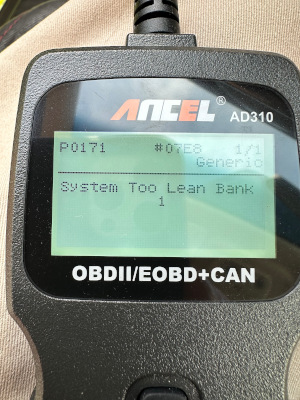 ANCEL®
AD310
P0171 #07E8 1/1
Generic
System Too Lean Bank
1
OBDII/EOBD+CAN